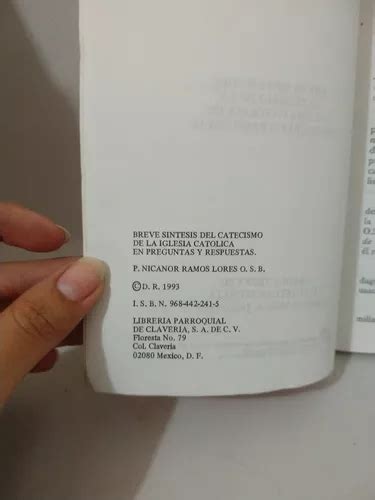 BREVE SINTESIS DEL CATECISMO
DE LA IGLESIA CATOLICA
EN PREGUNTAS Y RESPUESTAS.
P. NICANOR RAMOS LORES O. S. B.
© D. R. 1993
I. S. B. N. 968-442-241-5
LIBRERIA PARROQUIAL
DE CLAVERIA, S. A. DE C. V.
Floresta No. 79
Col. Clavería
02080 Mexico, D. F.